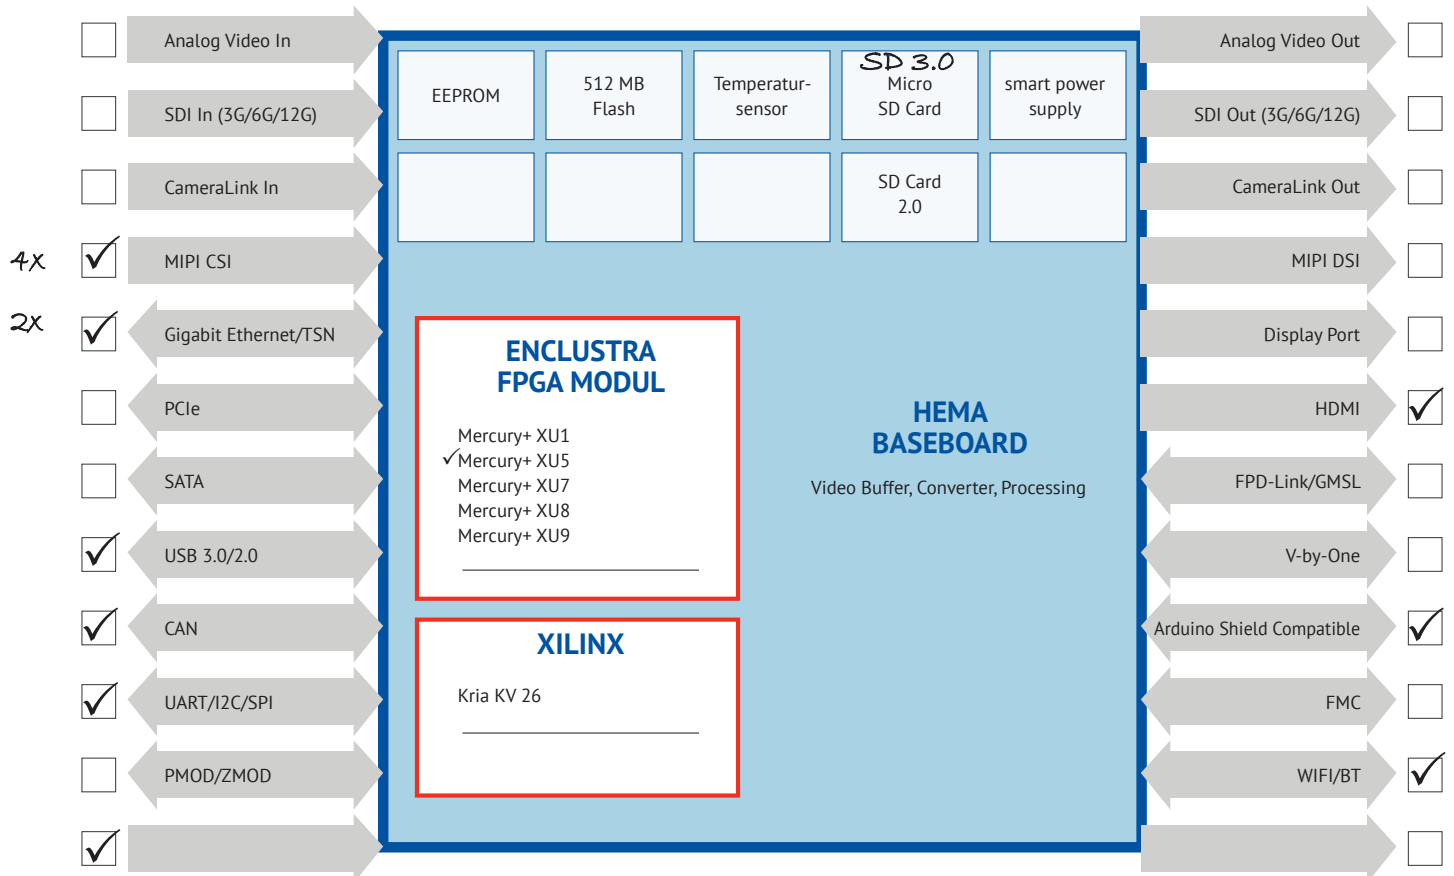 Analog Video In
SDI In (3G/6G/12G)
CameraLink In
4x
MIPI CSI
2x
Gigabit Ethernet/TSN
PCIe
SATA
USB 3.0/2.0
CAN
UART/I2C/SPI
PMOD/ZMOD
EEPROM
512 MB
Flash
Temperatur-
sensor
SD 3.0
Micro
SD Card
smart power
supply
SD Card
2.0
ENCLUSTRA
FPGA MODUL
Mercury+ XU1
✓Mercury+ XU5
Mercury+ XU7
Mercury+ XU8
Mercury+ XU9
XILINX
Kria KV 26
HEMA
BASEBOARD
Video Buffer, Converter, Processing
Analog Video Out
SDI Out (3G/6G/12G)
CameraLink Out
MIPI DSI
Display Port
HDMI
FPD-Link/GMSL
V-by-One
Arduino Shield Compatible
FMC
WIFI/BT